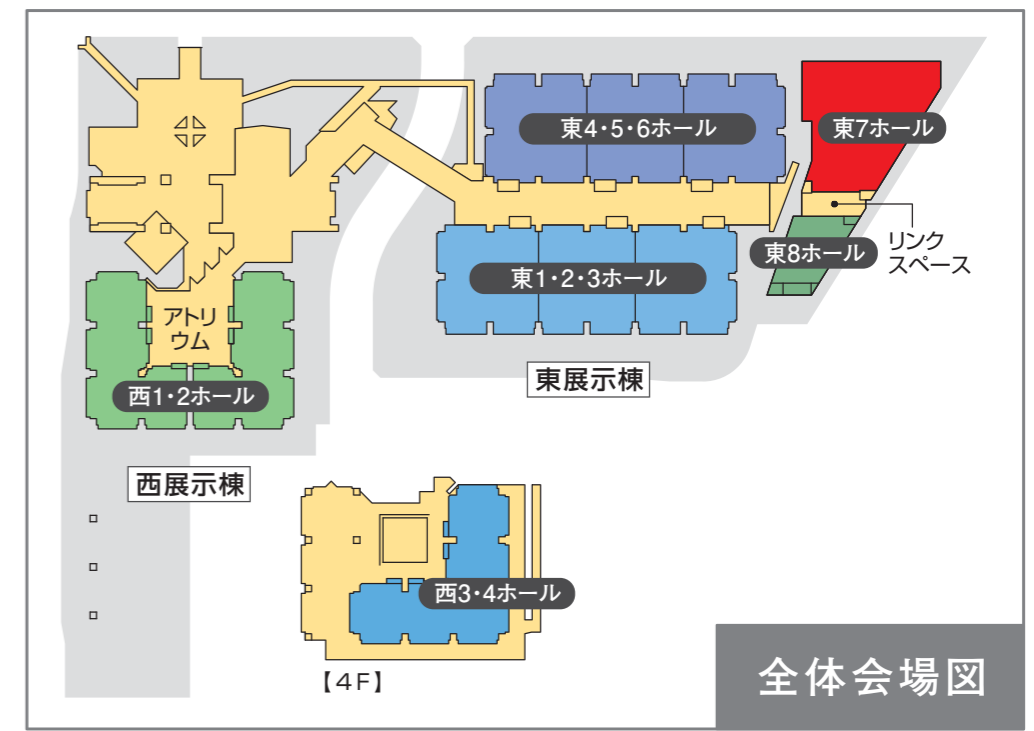 東4・5・6ホール
東7ホール
東8ホール
リンク
スペース
東1・2・3ホール
アトリ
ウム
東展示棟
西1・2ホール
西展示棟
西3・4ホール
【4F】
全体会場図